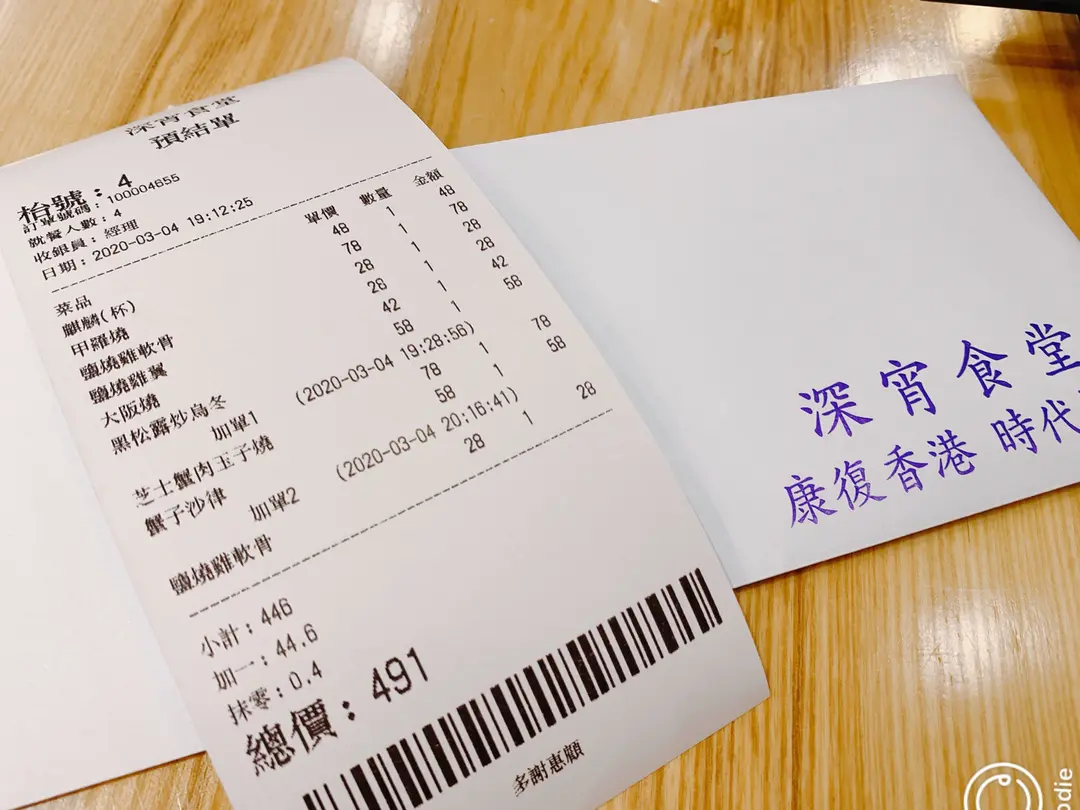 深宵食堂
預結單
枱號：4
訂單號碼：100004655
就餐人數：4
收銀員：經理
日期：2020-03-04 19:12:25
菜品 單價 數量 金額
麒麟(杯) 48 1 48
甲羅燒 78 1 78
鹽燒雞軟骨 28 1 28
鹽燒雞翼 28 1 28
大阪燒 42 1 42
黑松露炒烏冬 58 1 58
加單1 (2020-03-04 19:28:56)
芝士蟹肉玉子燒 78 1 78
蟹子沙律 58 1 58
加單2 (2020-03-04 20:16:41)
鹽燒雞軟骨 28 1 28
小計：446
加一：44.6
抹零：0.4
總價：491
多謝惠顧
深宵食堂
康復香港 時代